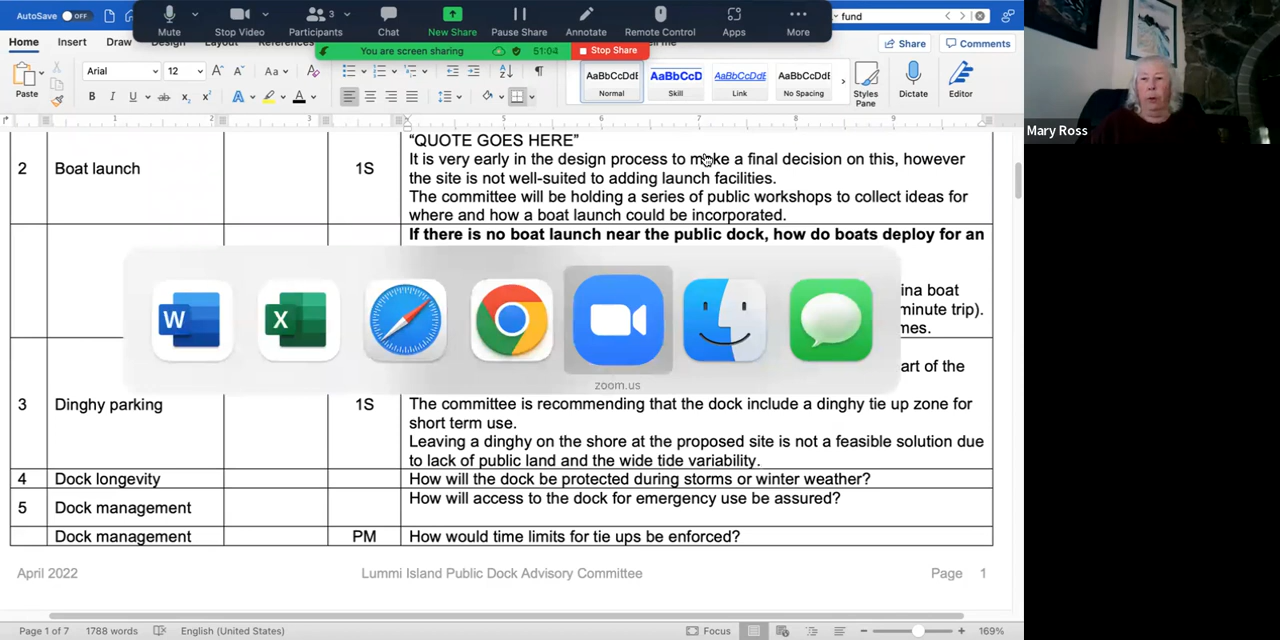 AutoSave OFF
fund
Mute
Stop Video
Participants
3
Chat
New Share
Pause Share
Annotate
Remote Control
Apps
More
You are screen sharing
51:04
Stop Share
Home
Insert
Draw
Share
Comments
Paste
Arial
12
Aa
AaBbCcDdE
AaBbCcD
AaBbCcDdE
AaBbCcDdE
Normal
Skill
Link
No Spacing
Styles
Pane
Dictate
Editor
Mary Ross
1
2
3
5
6
7
8
9
“QUOTE GOES HERE”
2
Boat launch
1S
It is very early in the design process to make a final decision on this, however
the site is not well-suited to adding launch facilities.
The committee will be holding a series of public workshops to collect ideas for
where and how a boat launch could be incorporated.
If there is no boat launch near the public dock, how do boats deploy for an
ina boat
minute trip).
mes.
art of the
W
X
zoom.us
3
Dinghy parking
1S
The committee is recommending that the dock include a dinghy tie up zone for
short term use.
Leaving a dinghy on the shore at the proposed site is not a feasible solution due
to lack of public land and the wide tide variability.
4
Dock longevity
How will the dock be protected during storms or winter weather?
5
Dock management
How will access to the dock for emergency use be assured?
Dock management
PM
How would time limits for tie ups be enforced?
April 2022
Lummi Island Public Dock Advisory Committee
Page 1
Page 1 of 7
1788 words
English (United States)
Focus
169%